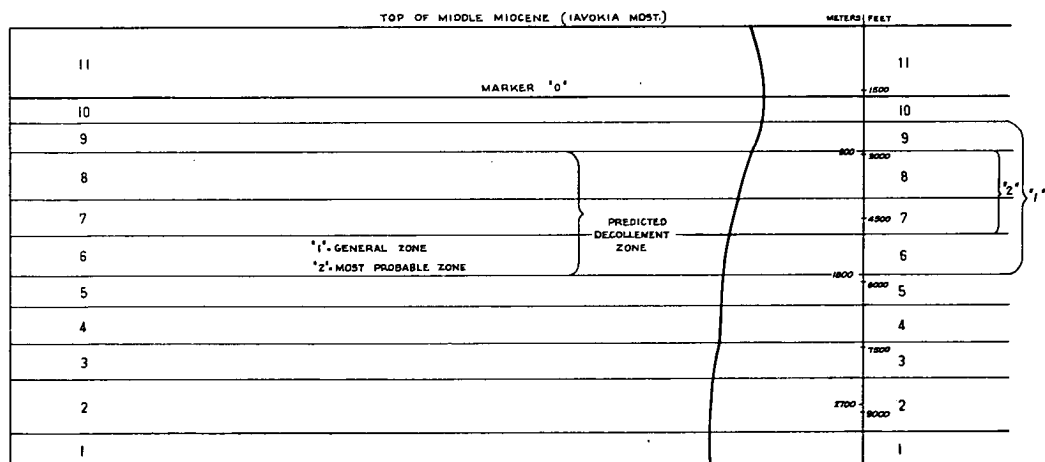 TOP OF MIDDLE MIOCENE (IAVOKIA MDST.)
METERS FEET
11 11
MARKER "O"
1500
10 10
9 9
900 3000
8 8
"2" "1"
4500
7 7
PREDICTED
DECOLLEMENT
ZONE
6 6
"1"- GENERAL ZONE
"2"- MOST PROBABLE ZONE
1800
6000
5 5
4 4
7500
3 3
2700
2 2
9000
1 1